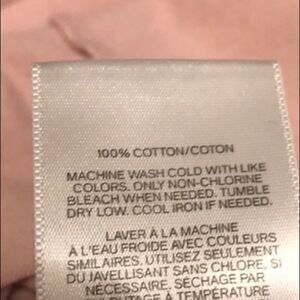 100% COTTON/COTON
MACHINE WASH COLD WITH LIKE
COLORS. ONLY NON-CHLORINE
BLEACH WHEN NEEDED. TUMBLE
DRY LOW. COOL IRON IF NEEDED.
LAVER À LA MACHINE
À L'EAU FROIDE AVEC COULEURS
SIMILAIRES. UTILISEZ SEULEMENT
DU JAVELLISANT SANS CHLORE, SI
NÉCESSAIRE. SÉCHAGE PAR
À TEMPÉRATURE